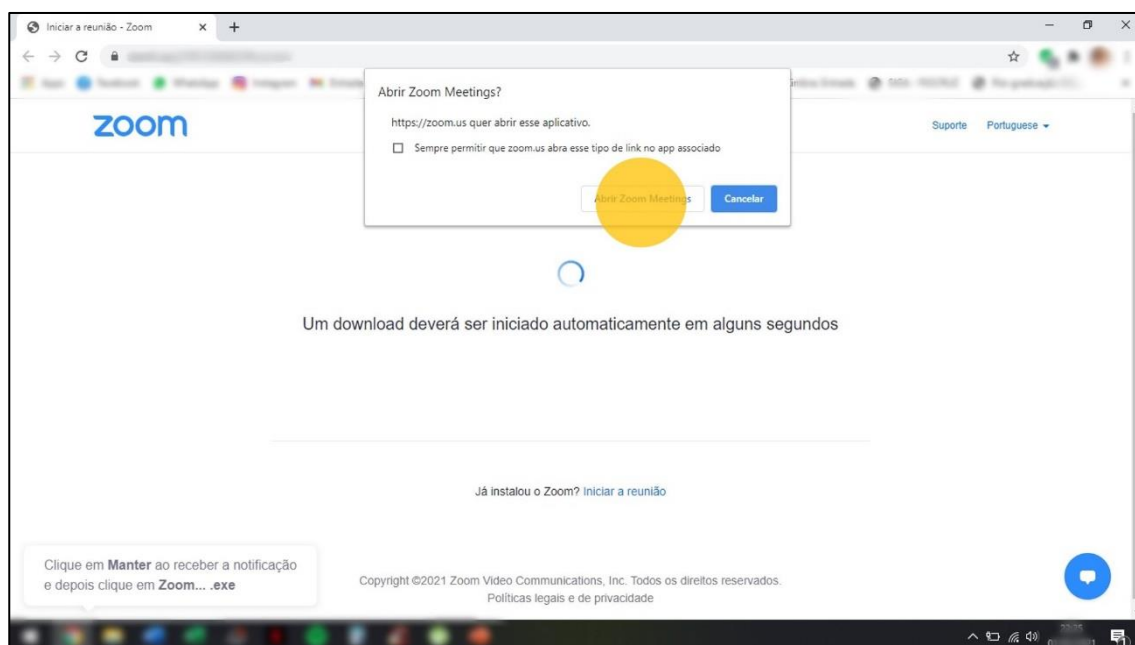 Iniciar a reunião - Zoom
Abrir Zoom Meetings?
https://zoom.us quer abrir esse aplicativo.
Sempre permitir que zoom.us abra esse tipo de link no app associado
Abrir Zoom Meetings
Cancelar
zoom
Suporte
Portuguese
Um download deverá ser iniciado automaticamente em alguns segundos
Já instalou o Zoom? Iniciar a reunião
Clique em Manter ao receber a notificação
e depois clique em Zoom... .exe
Copyright ©2021 Zoom Video Communications, Inc. Todos os direitos reservados.
Políticas legais e de privacidade